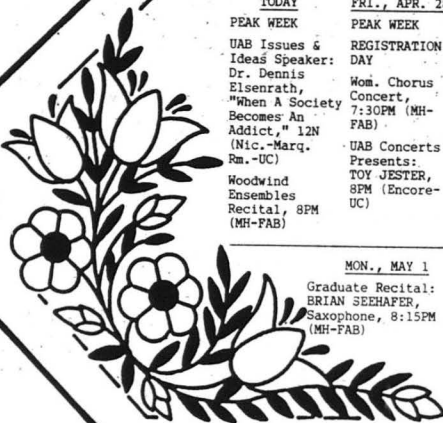 TODAY
PEAK WEEK
UAB Issues &
Ideas Speaker:
Dr. Dennis
Elsenrath,
"When A Society
Becomes An
Addict," 12N
(Nic.-Marq.
Rm.-UC)
Woodwind
Ensembles
Recital, 8PM
(MH-FAB)
FRI., APR. 2
PEAK WEEK
REGISTRATION
DAY
Wom. Chorus
Concert,
7:30PM (MH-
FAB)
UAB Concerts
Presents:
TOY JESTER,
8PM (Encore-
UC)
MON., MAY 1
Graduate Recital:
BRIAN SEEHAFER,
Saxophone, 8:15PM
(MH-FAB)